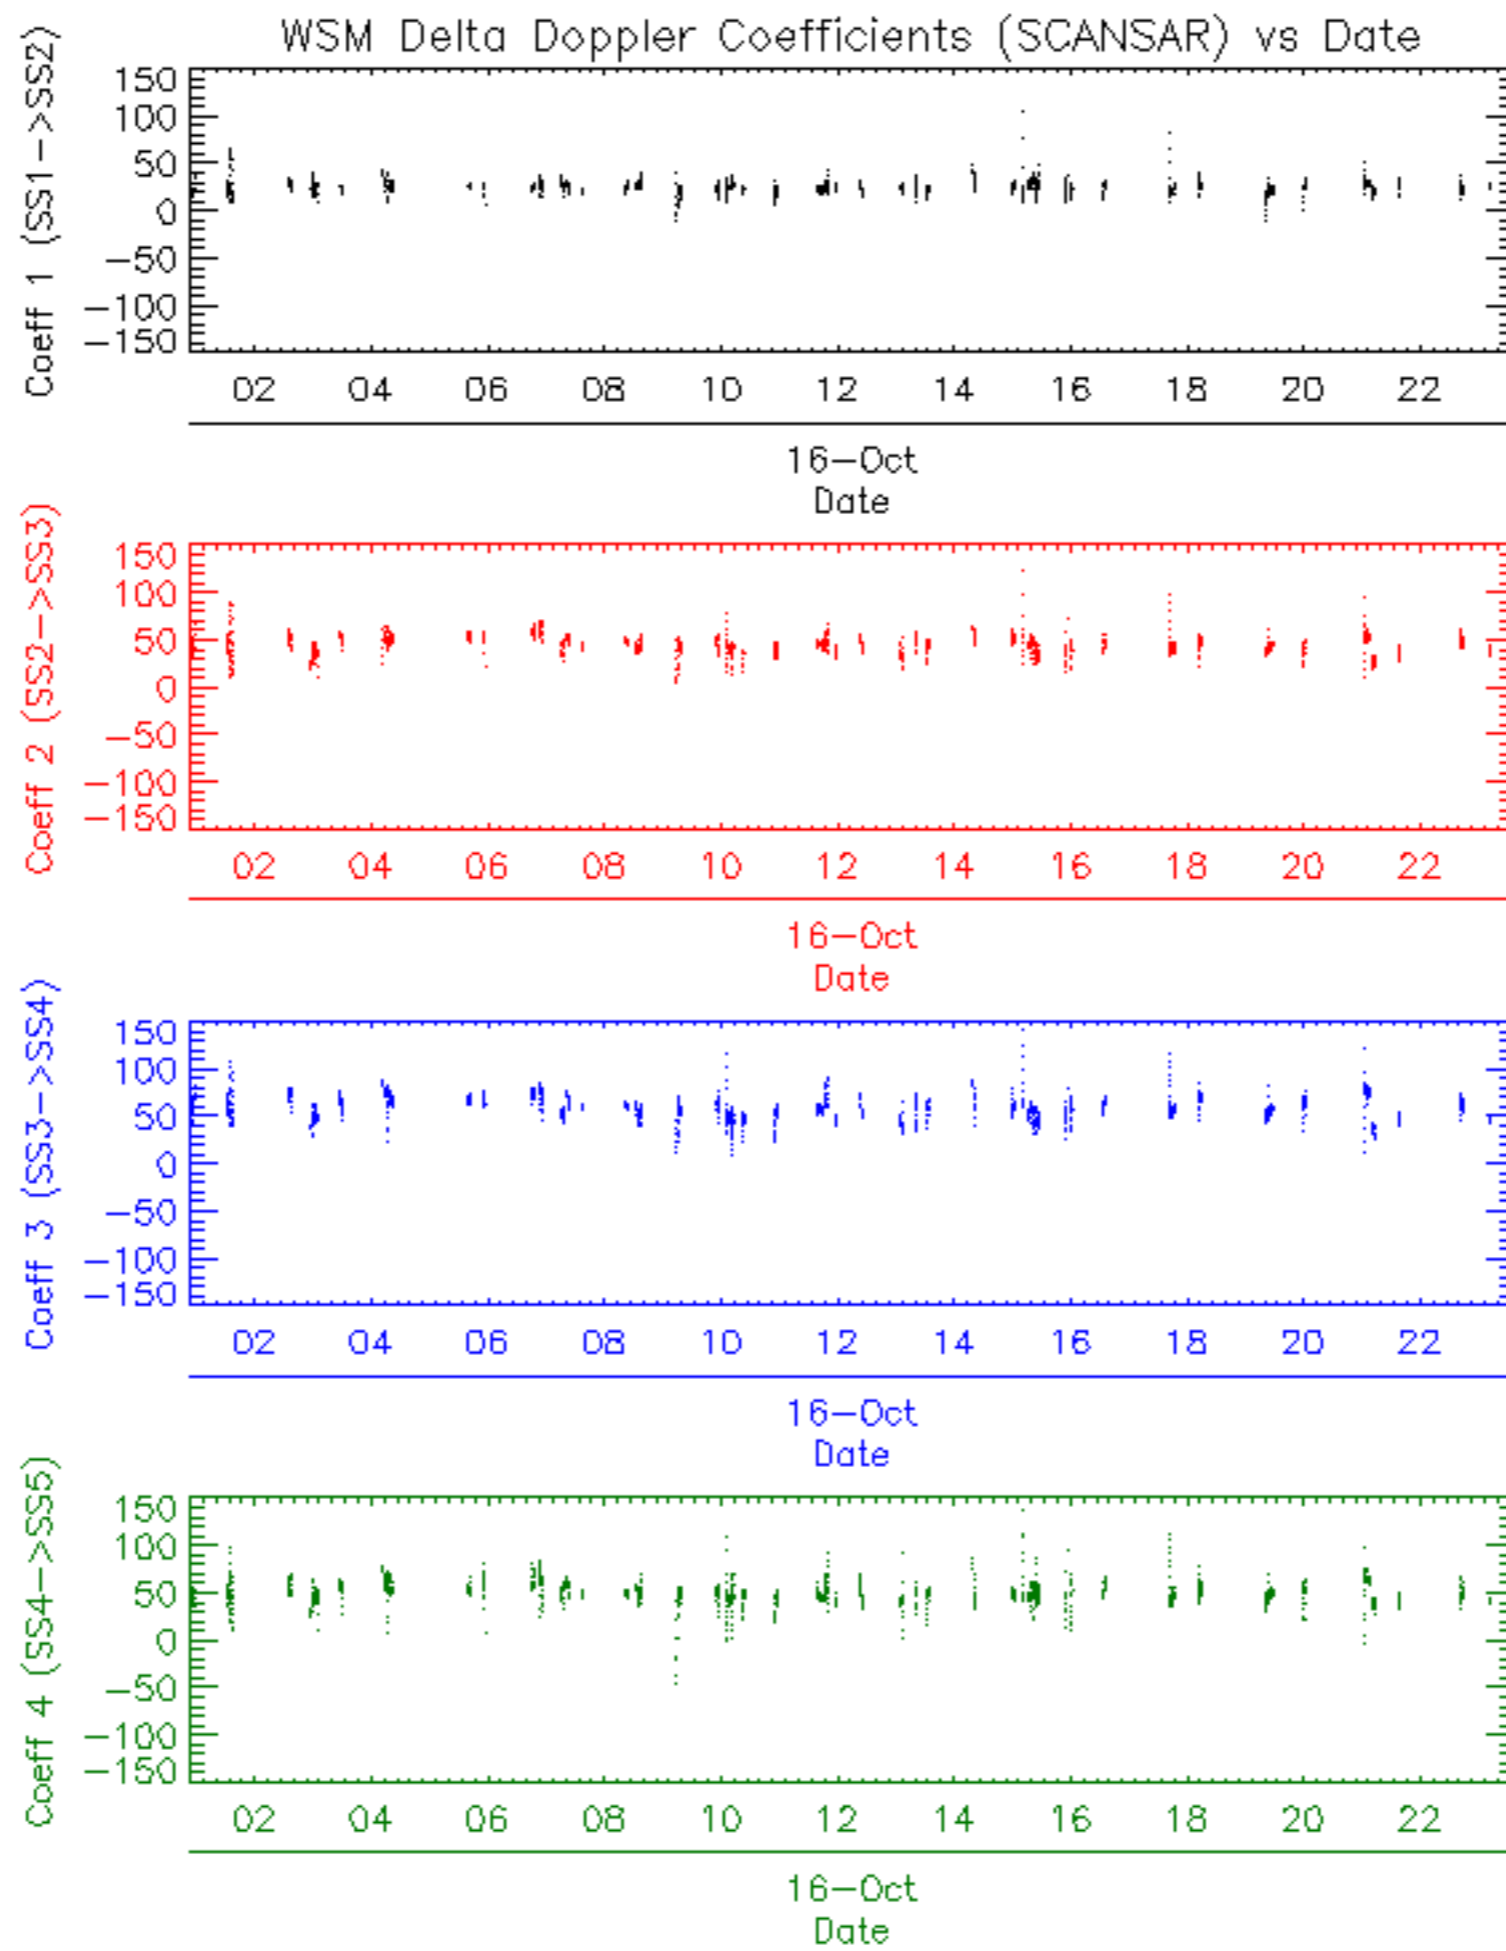 WSM Delta Doppler Coefficients (SCANSAR) vs Date
Coeff 1 (SS1->SS2)
150
100
50
0
-50
-100
-150
02 04 06 08 10 12 14 16 18 20 22
16-Oct
Date
Coeff 2 (SS2->SS3)
150
100
50
0
-50
-100
-150
02 04 06 08 10 12 14 16 18 20 22
16-Oct
Date
Coeff 3 (SS3->SS4)
150
100
50
0
-50
-100
-150
02 04 06 08 10 12 14 16 18 20 22
16-Oct
Date
Coeff 4 (SS4->SS5)
150
100
50
0
-50
-100
-150
02 04 06 08 10 12 14 16 18 20 22
16-Oct
Date